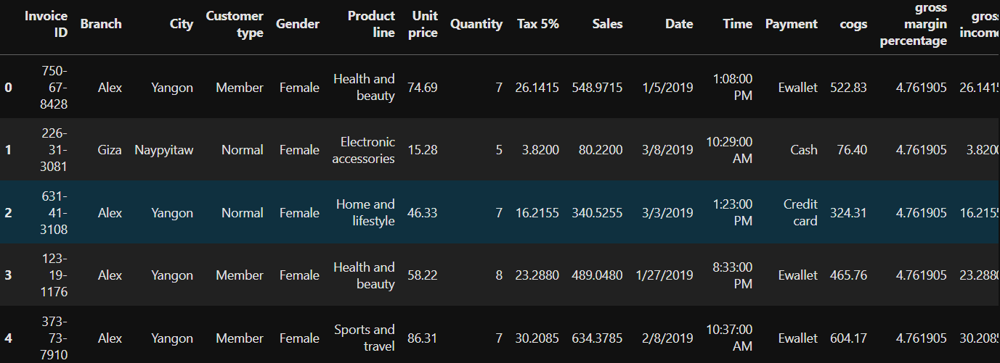 Invoice ID Branch City Customer type Gender Product line Unit price Quantity Tax 5% Sales Date Time Payment cogs gross margin percentage gros incom
0 750-67-8428 Alex Yangon Member Female Health and beauty 74.69 7 26.1415 548.9715 1/5/2019 1:08:00 PM Ewallet 522.83 4.761905 26.1415
1 226-31-3081 Giza Naypyitaw Normal Female Electronic accessories 15.28 5 3.8200 80.2200 3/8/2019 10:29:00 AM Cash 76.40 4.761905 3.8200
2 631-41-3108 Alex Yangon Normal Female Home and lifestyle 46.33 7 16.2155 340.5255 3/3/2019 1:23:00 PM Credit card 324.31 4.761905 16.2155
3 123-19-1176 Alex Yangon Member Female Health and beauty 58.22 8 23.2880 489.0480 1/27/2019 8:33:00 PM Ewallet 465.76 4.761905 23.2880
4 373-73-7910 Alex Yangon Member Female Sports and travel 86.31 7 30.2085 634.3785 2/8/2019 10:37:00 AM Ewallet 604.17 4.761905 30.2085